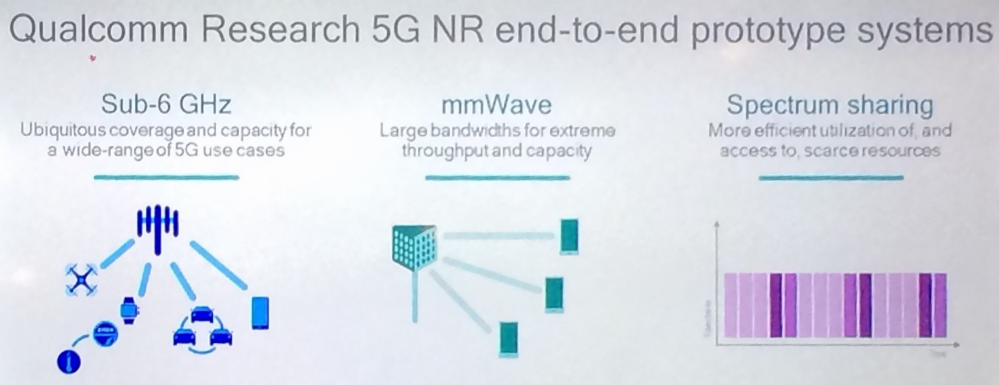 Qualcomm Research 5G NR end-to-end prototype systems
Sub-6 GHz
Ubiquitous coverage and capacity for
a wide-range of 5G use cases
mmWave
Large bandwidths for extreme
throughput and capacity
Spectrum sharing
More efficient utilization of, and
access to, scarce resources
Time